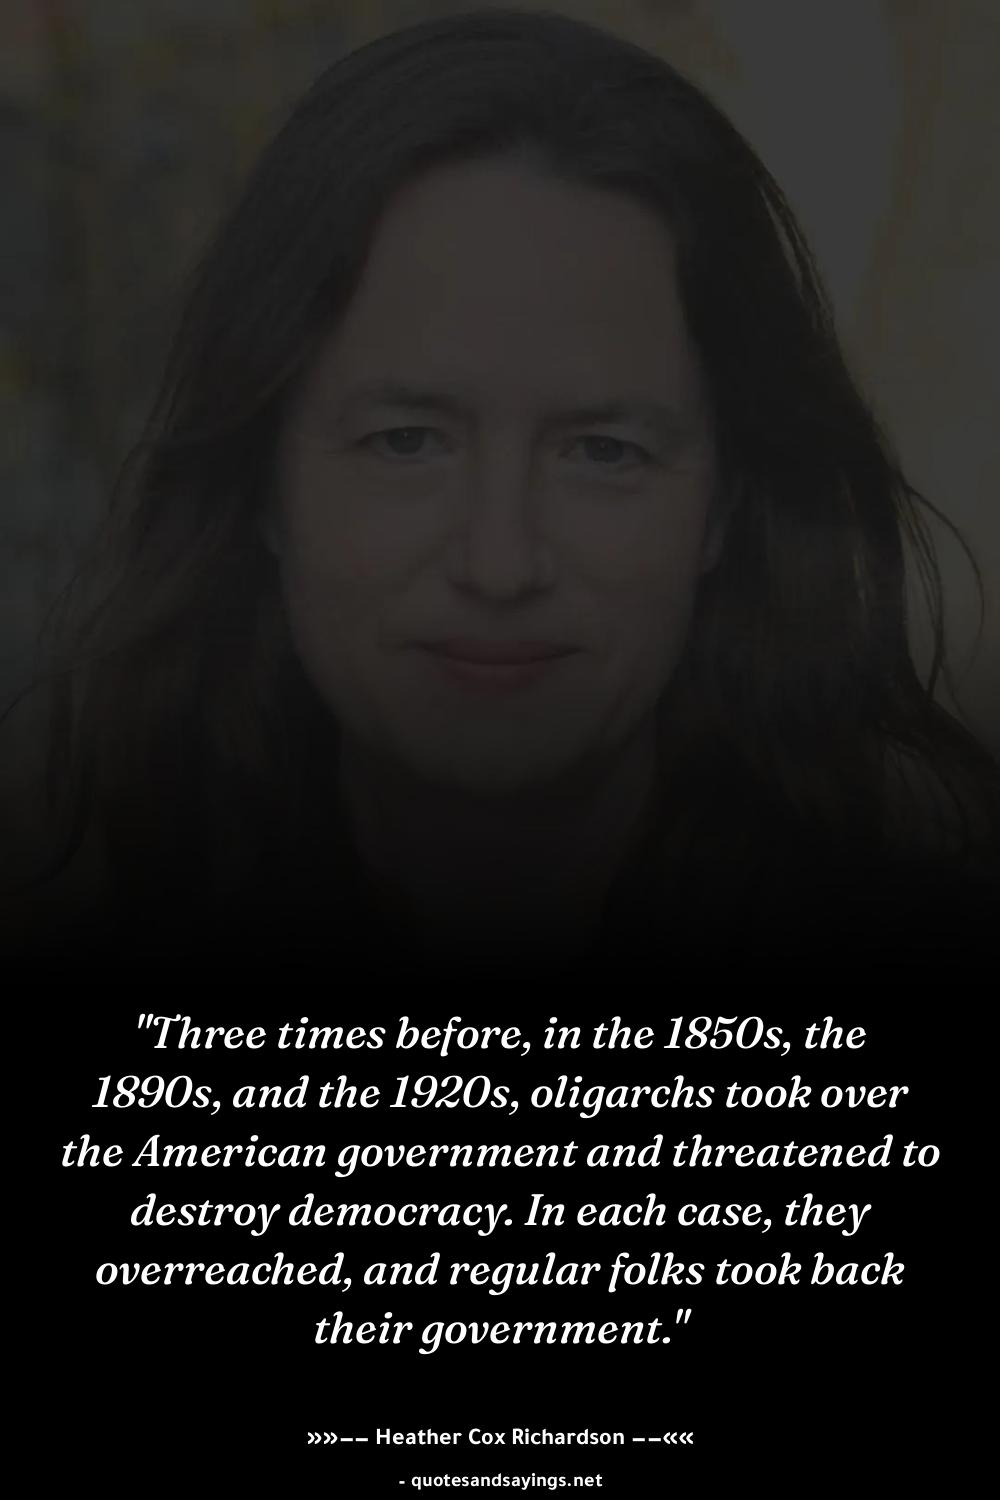 "Three times before, in the 1850s, the
1890s, and the 1920s, oligarchs took over
the American government and threatened to
destroy democracy. In each case, they
overreached, and regular folks took back
their government."
»»−− Heather Cox Richardson −−««
- quotesandsayings.net